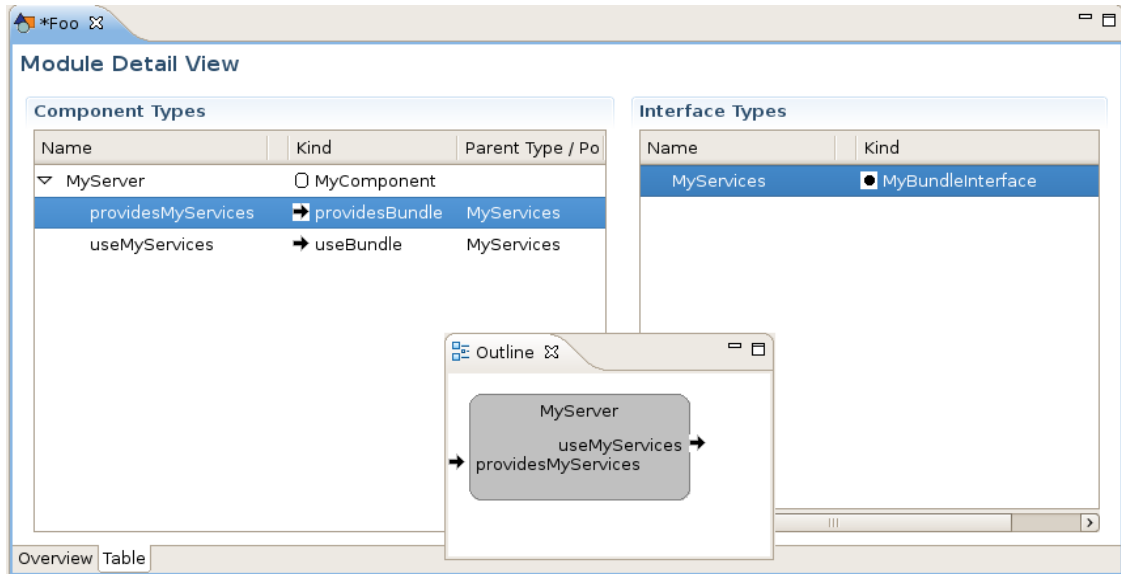 *Foo
Module Detail View
Component Types
Name Kind Parent Type / Po
MyServer MyComponent
providesMyServices providesBundle MyServices
useMyServices useBundle MyServices
Interface Types
Name Kind
MyServices MyBundleInterface
Outline
MyServer
useMyServices
providesMyServices
Overview Table